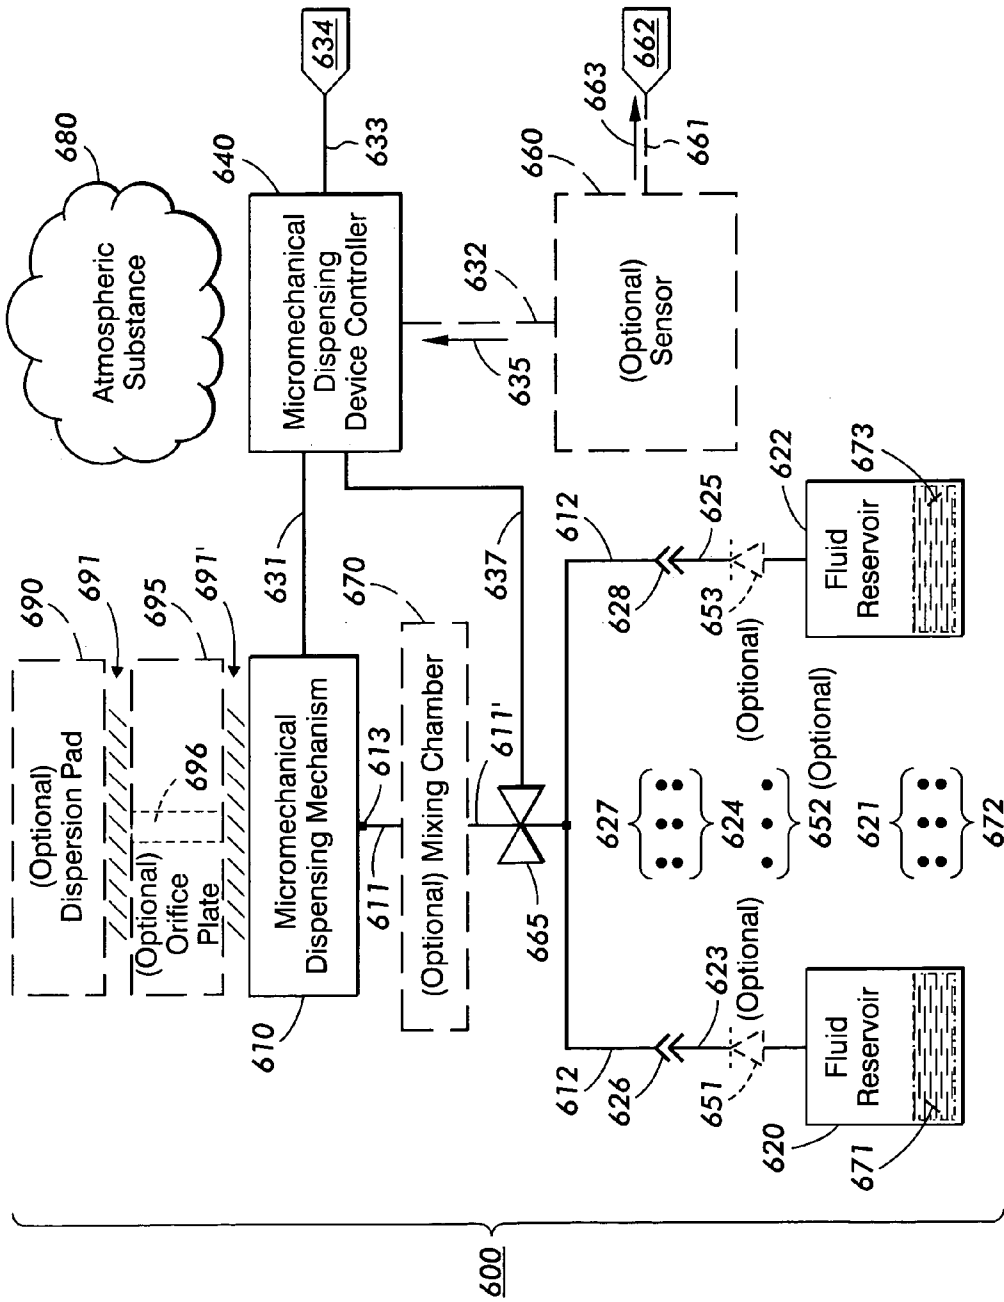 680
Atmospheric
Substance
634
633
640
Micromechanical
Dispensing
Device Controller
632
635
660
(Optional)
Sensor
663
662
661
690
691
695
691'
(Optional)
Dispersion Pad
696
(Optional)
Orifice
Plate
631
Micromechanical
Dispensing Mechanism
610
613
611
670
(Optional) Mixing Chamber
611'
637
665
612
612
628
625
626
623
627
624
653
(Optional)
651
(Optional)
652 (Optional)
622
Fluid
Reservoir
673
620
Fluid
Reservoir
671
621
672
600